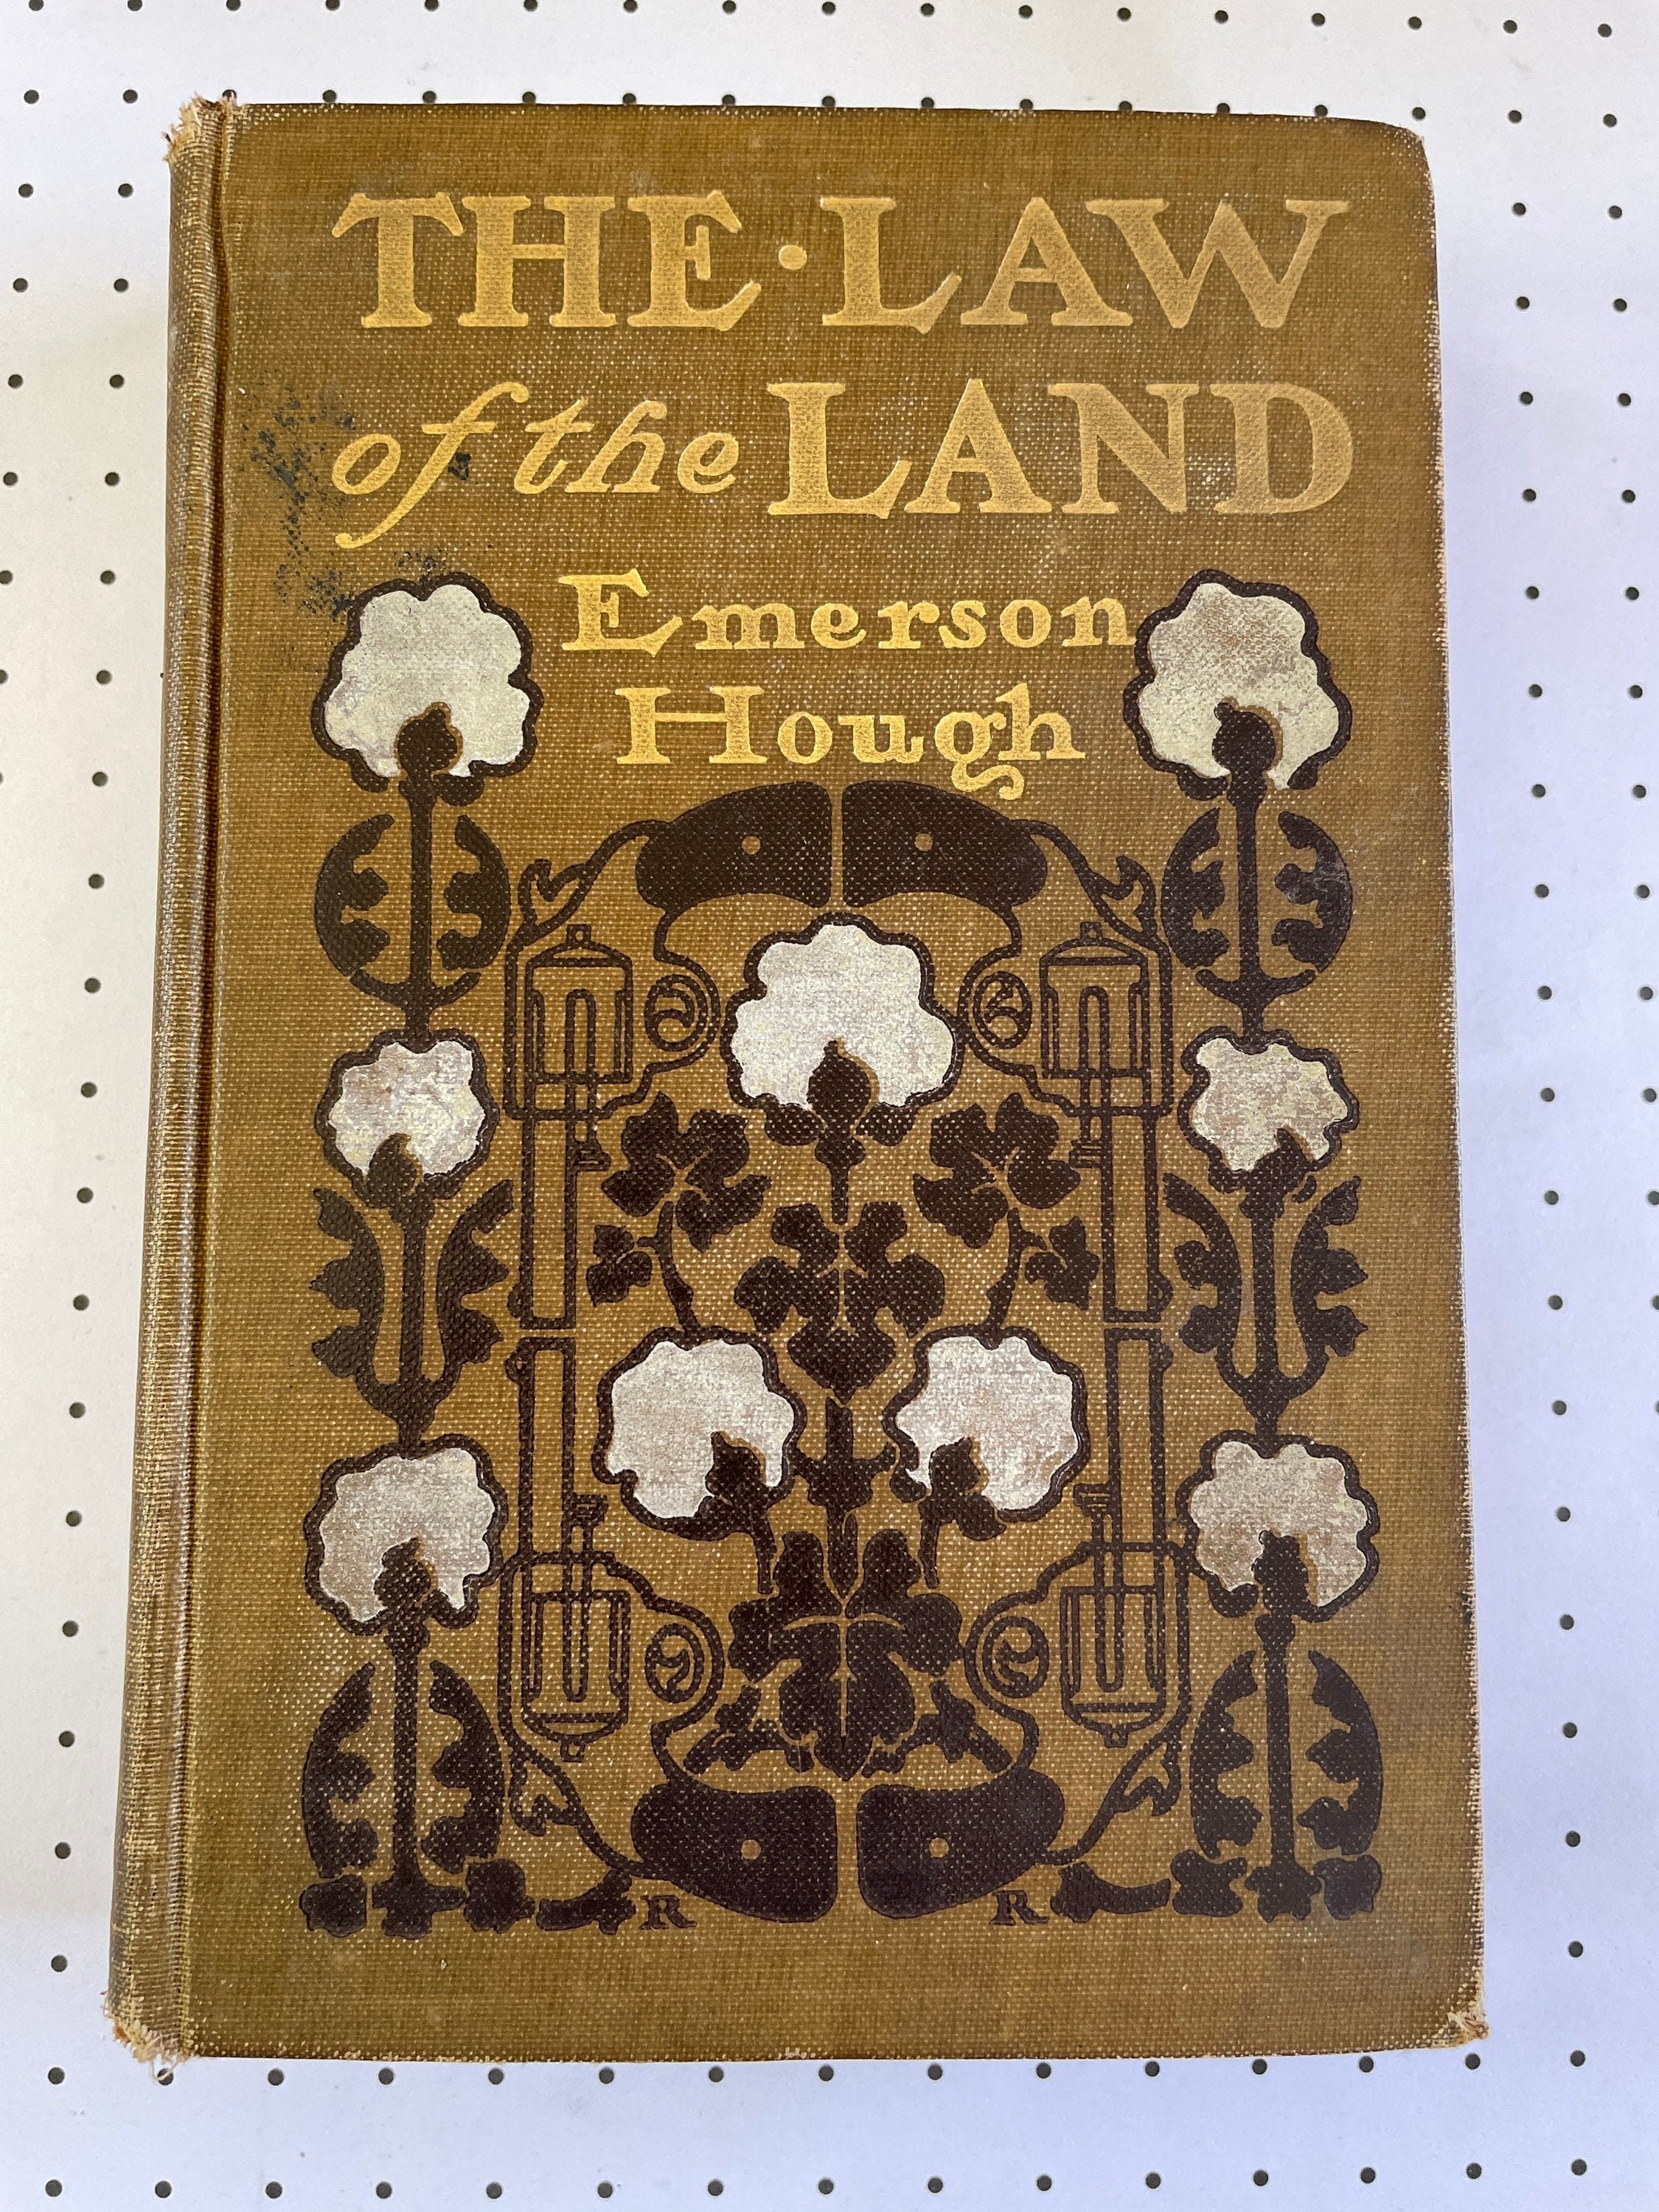 THE·LAW
of the LAND
Emerson
Hough
R R